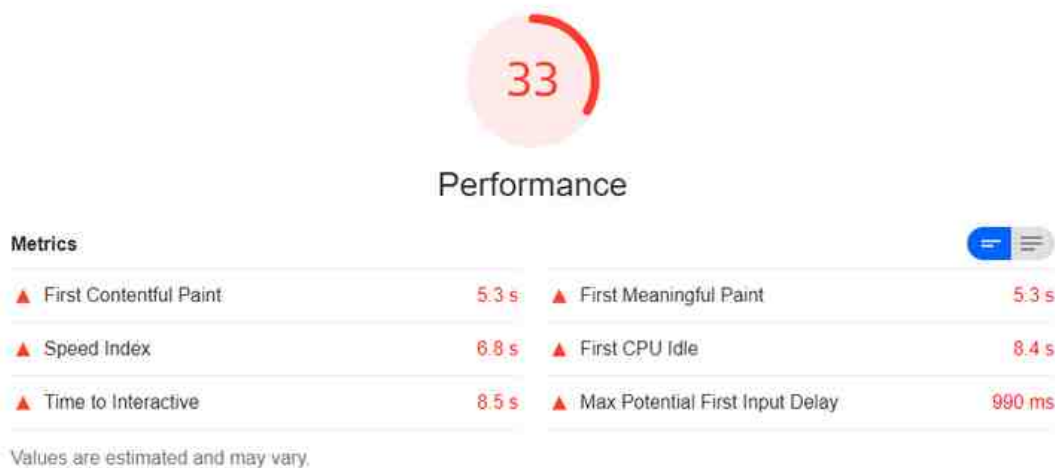 33
Performance
Metrics
First Contentful Paint 5.3 s
First Meaningful Paint 5.3 s
Speed Index 6.8 s
First CPU Idle 8.4 s
Time to Interactive 8.5 s
Max Potential First Input Delay 990 ms
Values are estimated and may vary.